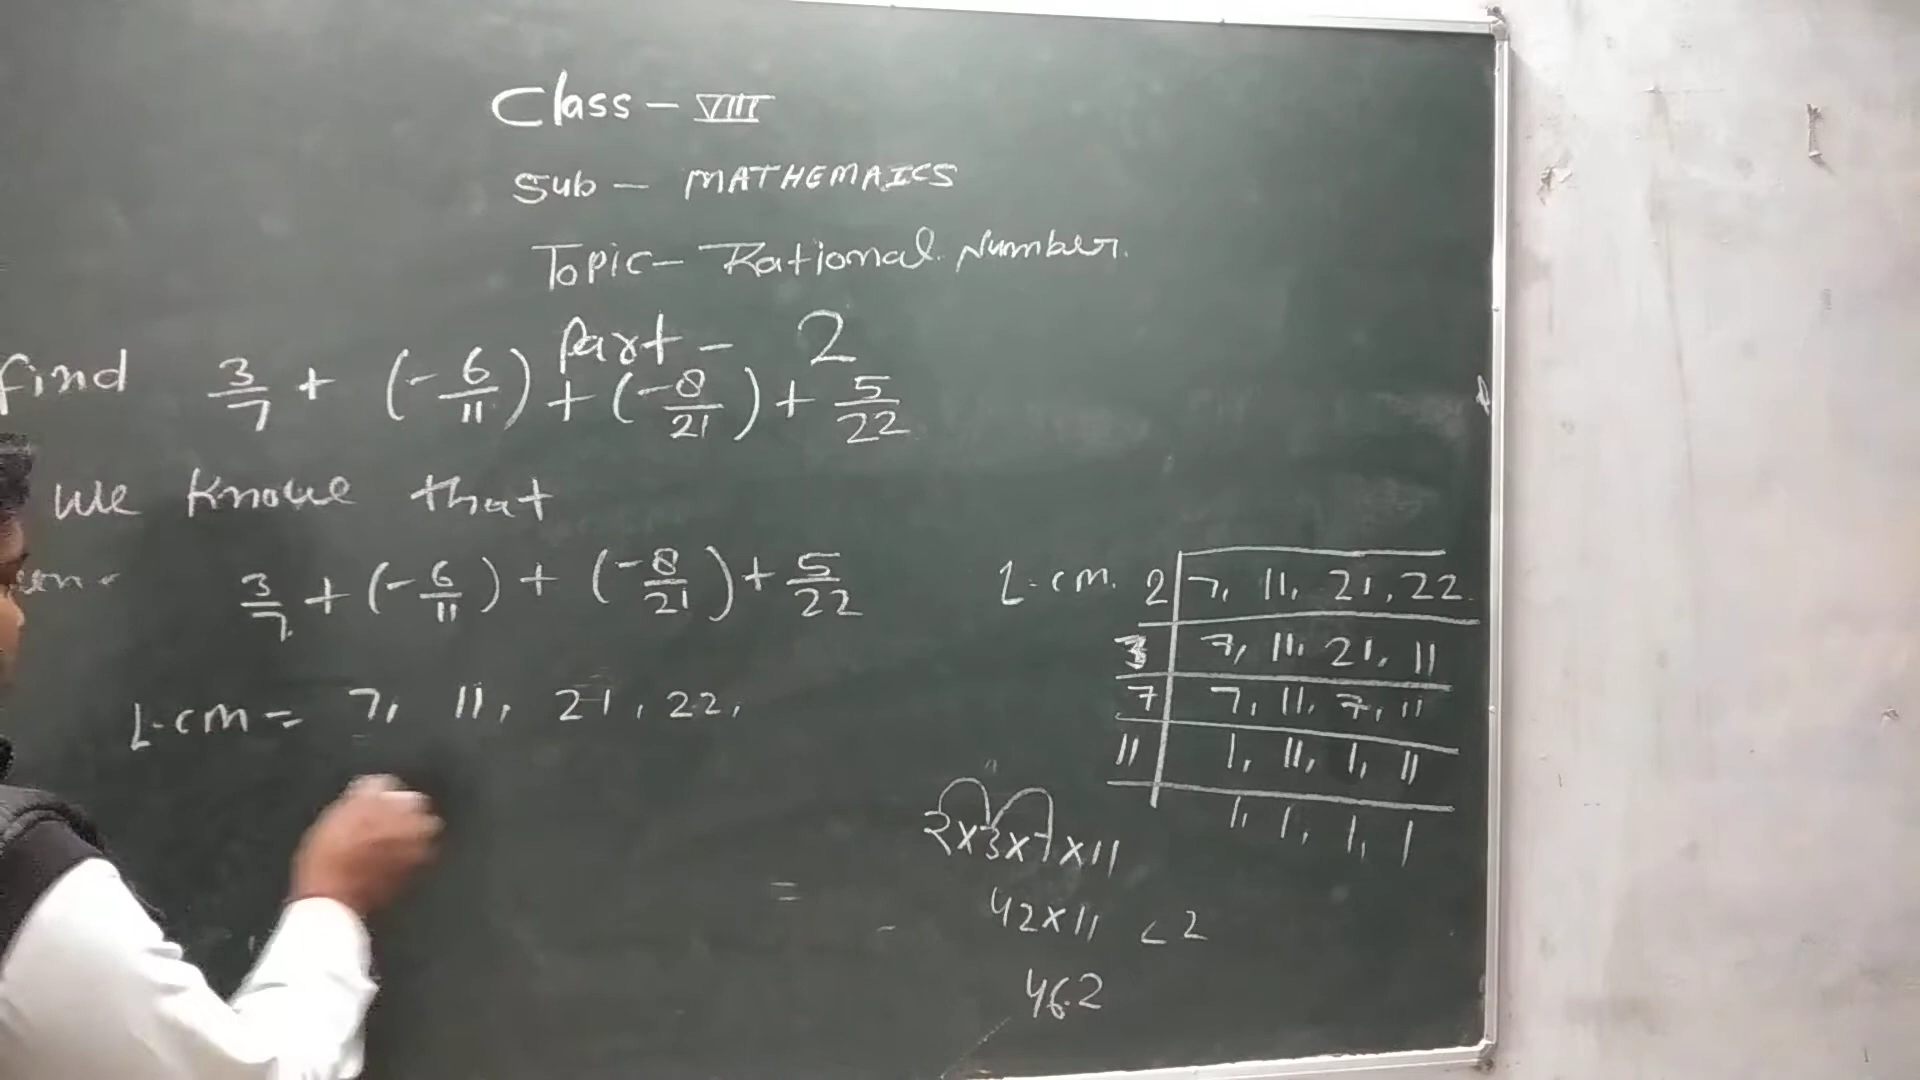 Class - VIII
Sub - MATHEMAICS
Topic - Rational Number.
Part - 2
find 3/7 + (-6/11) + (-8/21) + 5/22
We Knowe that
3/7 + (-6/11) + (-8/21) + 5/22
L.cm = 7, 11, 21, 22,
L.cm. 2 | 7, 11, 21, 22
3 | 7, 11, 21, 11
7 | 7, 11, 7, 11
11 | 1, 11, 1, 11
1, 1, 1, 1
2x3x7x11
=
42x11
462